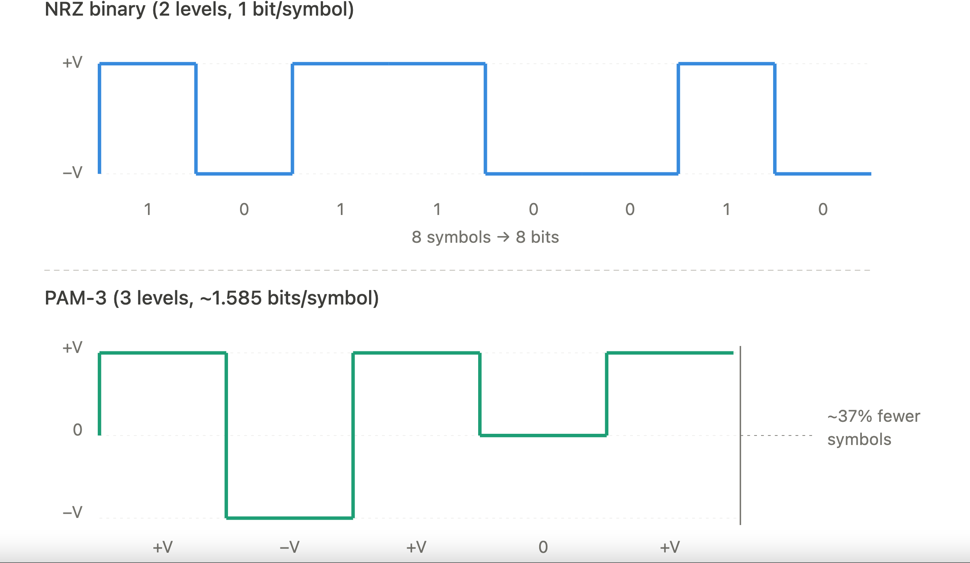 NRZ binary (2 levels, 1 bit/symbol)
+V
−V
1 0 1 1 0 0 1 0
8 symbols → 8 bits
PAM-3 (3 levels, ~1.585 bits/symbol)
+V
0
~37% fewer
symbols
−V
+V −V +V 0 +V